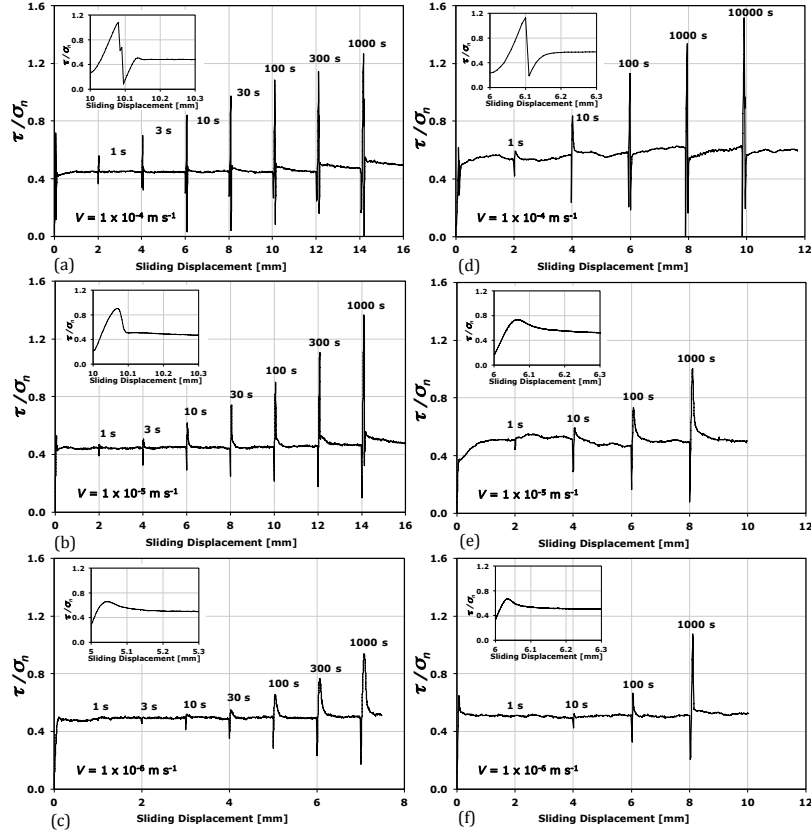 1.6
1.2
0.8
0.4
0.0
τ/σn
1.2
0.8
0.4
0.0
τ/σn
10 10.1 10.2 10.3
Sliding Displacement [mm]
1 s
3 s
10 s
30 s
100 s
300 s
1000 s
V = 1 x 10-4 m s-1
0 2 4 6 8 10 12 14 16
(a)
Sliding Displacement [mm]
1.6
1.2
0.8
0.4
0.0
τ/σn
1.2
0.8
0.4
0.0
τ/σn
6 6.1 6.2 6.3
Sliding Displacement [mm]
1 s
10 s
100 s
1000 s
10000 s
V = 1 x 10-4 m s-1
0 2 4 6 8 10 12
(d)
Sliding Displacement [mm]
1.6
1.2
0.8
0.4
0.0
τ/σn
1.2
0.8
0.4
0.0
τ/σn
10 10.1 10.2 10.3
Sliding Displacement [mm]
1 s
3 s
10 s
30 s
100 s
300 s
1000 s
V = 1 x 10-5 m s-1
0 2 4 6 8 10 12 14 16
(b)
Sliding Displacement [mm]
1.6
1.2
0.8
0.4
0.0
τ/σn
1.2
0.8
0.4
0.0
τ/σn
6 6.1 6.2 6.3
Sliding Displacement [mm]
1 s
10 s
100 s
1000 s
V = 1 x 10-5 m s-1
0 2 4 6 8 10 12
(e)
Sliding Displacement [mm]
1.6
1.2
0.8
0.4
0.0
τ/σn
1.2
0.8
0.4
0.0
τ/σn
5 5.1 5.2 5.3
Sliding Displacement [mm]
1 s
3 s
10 s
30 s
100 s
300 s
1000 s
V = 1 x 10-6 m s-1
0 1 2 3 4 5 6 7 8
(c)
Sliding Displacement [mm]
1.6
1.2
0.8
0.4
0.0
τ/σn
1.2
0.8
0.4
0.0
τ/σn
6 6.1 6.2 6.3
Sliding Displacement [mm]
1 s
10 s
100 s
1000 s
V = 1 x 10-6 m s-1
0 2 4 6 8 10 12
(f)
Sliding Displacement [mm]